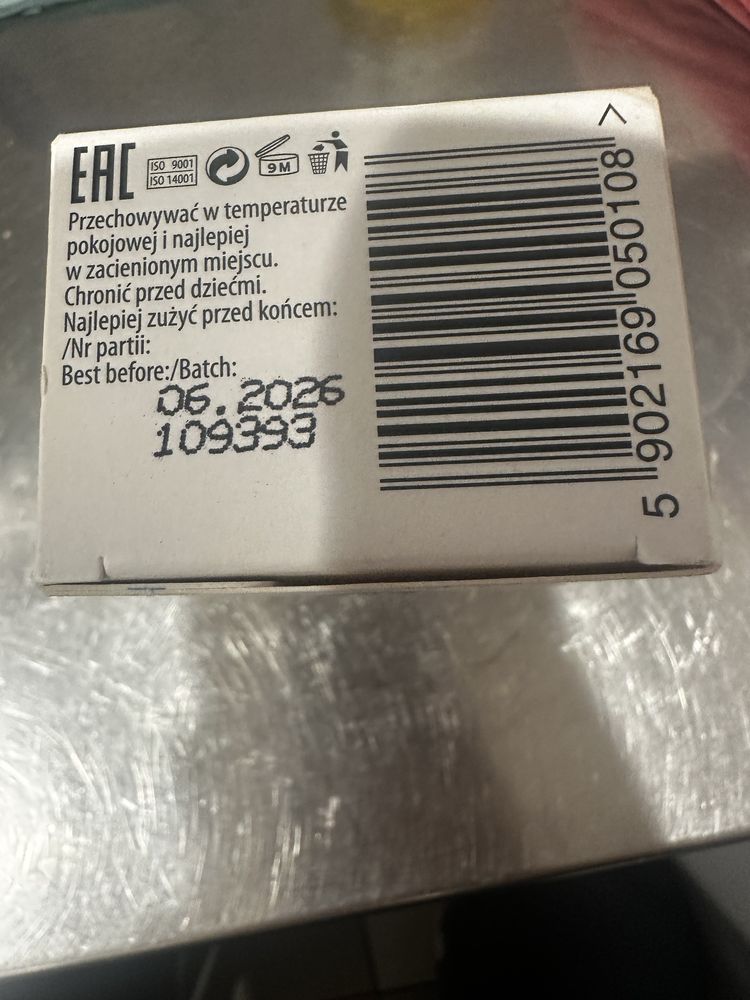 EAC
ISO 9001
ISO 14001
9M
Przechowywać w temperaturze
pokojowej i najlepiej
w zacienionym miejscu.
Chronić przed dziećmi.
Najlepiej zużyć przed końcem:
/Nr partii:
Best before:/Batch:
06.2026
109393
5 902169 050108 >